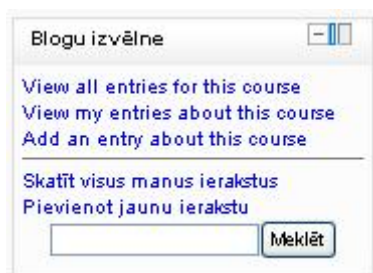 Blogu izvēlne
View all entries for this course
View my entries about this course
Add an entry about this course
Skatīt visus manus ierakstus
Pievienot jaunu ierakstu
Meklēt